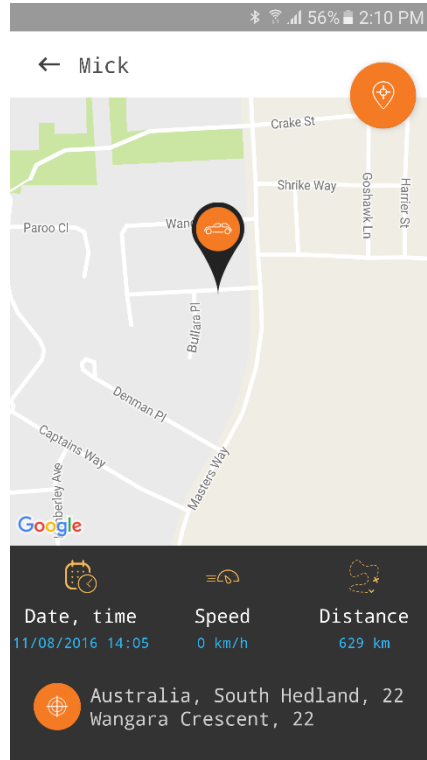 56% 2:10 PM
Mick
Crake St
Shrike Way
Goshawk Ln
Harrier St
Paroo Cl
Bullara Pl
Denman Pl
Captains Way
Masters Way
Google
Date, time
Speed
Distance
11/08/2016 14:05
0 km/h
629 km
Australia, South Hedland, 22
Wangara Crescent, 22